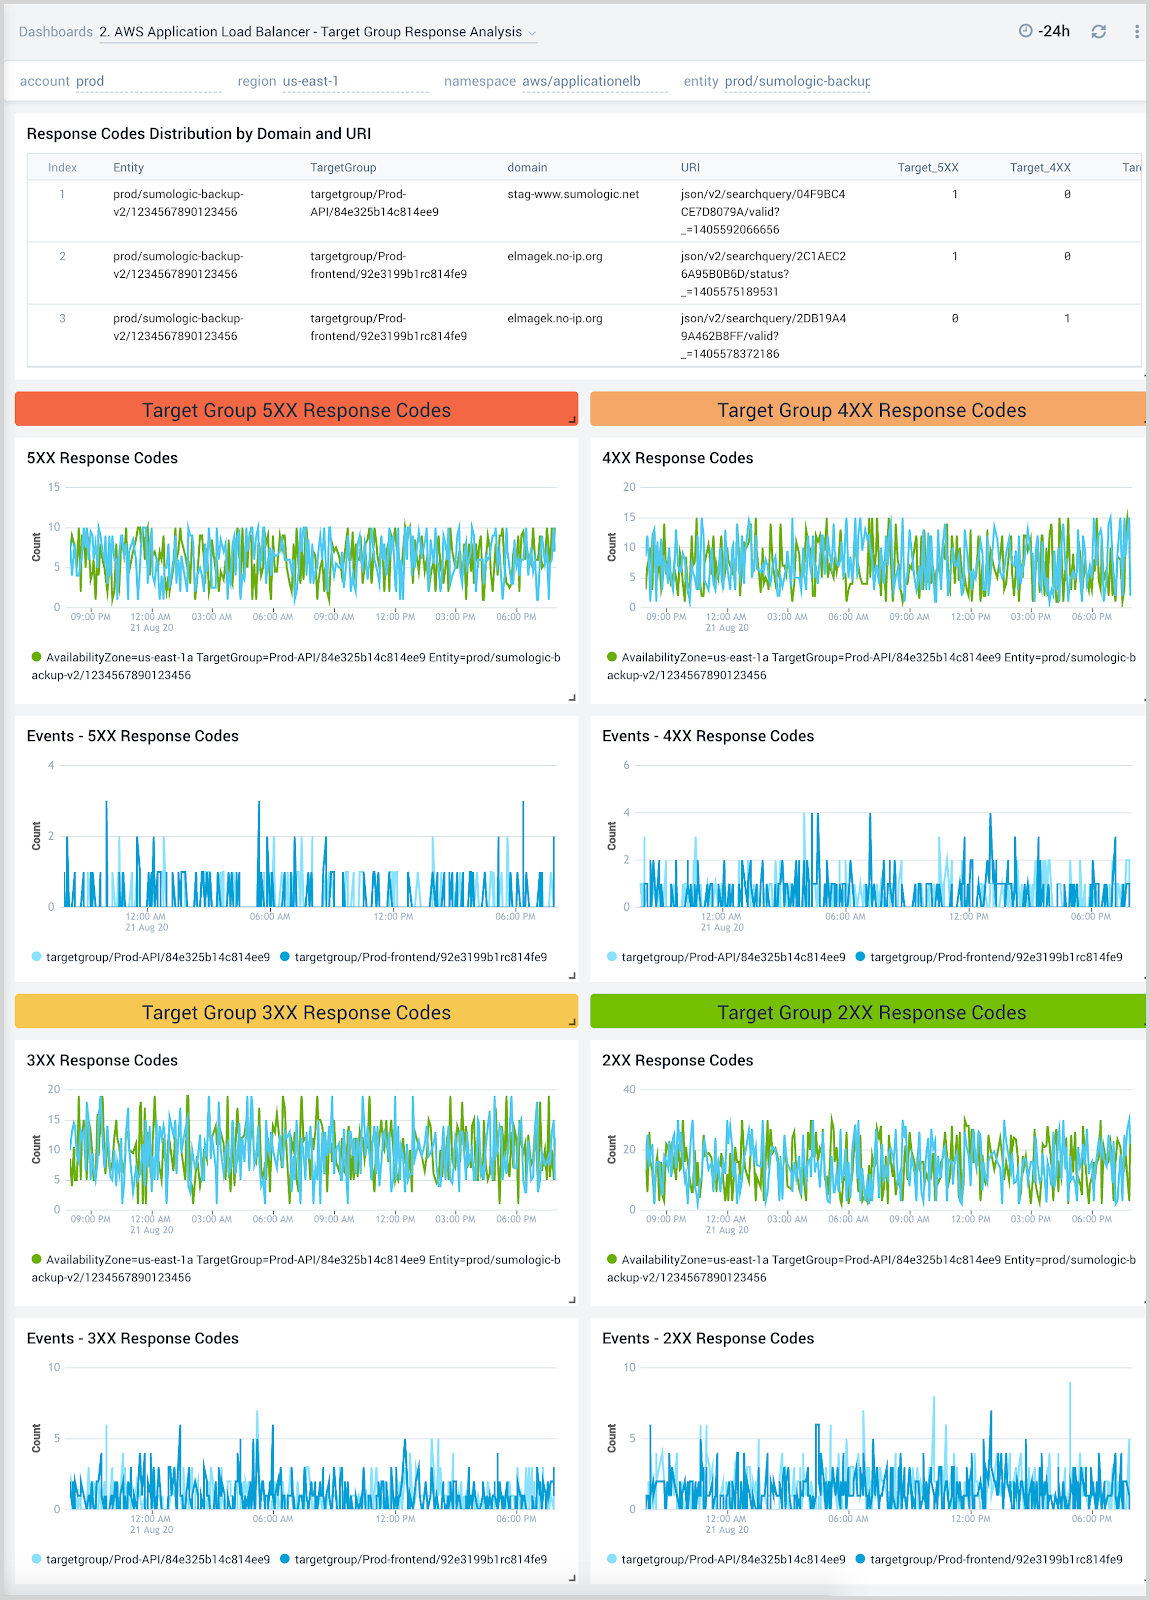 Dashboards 2. AWS Application Load Balancer - Target Group Response Analysis -24h
account prod region us-east-1 namespace aws/applicationelb entity prod/sumologic-backup
Response Codes Distribution by Domain and URI
Index Entity TargetGroup domain URI Target_5XX Target_4XX
1 prod/sumologic-backup- targetgroup/Prod- stag-www.sumologic.net json/v2/searchquery/04F9BC4 1 0
v2/1234567890123456 API/84e325b14c814ee9 CE7D8079A/valid?
_=1405592066656
2 prod/sumologic-backup- targetgroup/Prod- elmagek.no-ip.org json/v2/searchquery/2C1AEC2 1 0
v2/1234567890123456 frontend/92e3199b1rc814fe9 6A95B0B6D/status?
_=1405575189531
3 prod/sumologic-backup- targetgroup/Prod- elmagek.no-ip.org json/v2/searchquery/2DB19A4 0 1
v2/1234567890123456 frontend/92e3199b1rc814fe9 9A462B8FF/valid?
_=1405578372186
Target Group 5XX Response Codes
Target Group 4XX Response Codes
5XX Response Codes
15
10
5
0
Count
09:00 PM 12:00 AM 03:00 AM 06:00 AM 09:00 AM 12:00 PM 03:00 PM 06:00 PM
21 Aug 20
AvailabilityZone=us-east-1a TargetGroup=Prod-API/84e325b14c814ee9 Entity=prod/sumologic-b
ackup-v2/1234567890123456
4XX Response Codes
20
15
10
5
0
Count
09:00 PM 12:00 AM 03:00 AM 06:00 AM 09:00 AM 12:00 PM 03:00 PM 06:00 PM
21 Aug 20
AvailabilityZone=us-east-1a TargetGroup=Prod-API/84e325b14c814ee9 Entity=prod/sumologic-b
ackup-v2/1234567890123456
Events - 5XX Response Codes
4
2
0
Count
12:00 AM 06:00 AM 12:00 PM 06:00 PM
21 Aug 20
targetgroup/Prod-API/84e325b14c814ee9 targetgroup/Prod-frontend/92e3199b1rc814fe9
Events - 4XX Response Codes
6
4
2
0
Count
12:00 AM 06:00 AM 12:00 PM 06:00 PM
21 Aug 20
targetgroup/Prod-API/84e325b14c814ee9 targetgroup/Prod-frontend/92e3199b1rc814fe9
Target Group 3XX Response Codes
Target Group 2XX Response Codes
3XX Response Codes
20
15
10
5
0
Count
09:00 PM 12:00 AM 03:00 AM 06:00 AM 09:00 AM 12:00 PM 03:00 PM 06:00 PM
21 Aug 20
AvailabilityZone=us-east-1a TargetGroup=Prod-API/84e325b14c814ee9 Entity=prod/sumologic-b
ackup-v2/1234567890123456
2XX Response Codes
40
20
0
Count
09:00 PM 12:00 AM 03:00 AM 06:00 AM 09:00 AM 12:00 PM 03:00 PM 06:00 PM
21 Aug 20
AvailabilityZone=us-east-1a TargetGroup=Prod-API/84e325b14c814ee9 Entity=prod/sumologic-b
ackup-v2/1234567890123456
Events - 3XX Response Codes
10
5
0
Count
12:00 AM 06:00 AM 12:00 PM 06:00 PM
21 Aug 20
targetgroup/Prod-API/84e325b14c814ee9 targetgroup/Prod-frontend/92e3199b1rc814fe9
Events - 2XX Response Codes
10
5
0
Count
12:00 AM 06:00 AM 12:00 PM 06:00 PM
21 Aug 20
targetgroup/Prod-API/84e325b14c814ee9 targetgroup/Prod-frontend/92e3199b1rc814fe9